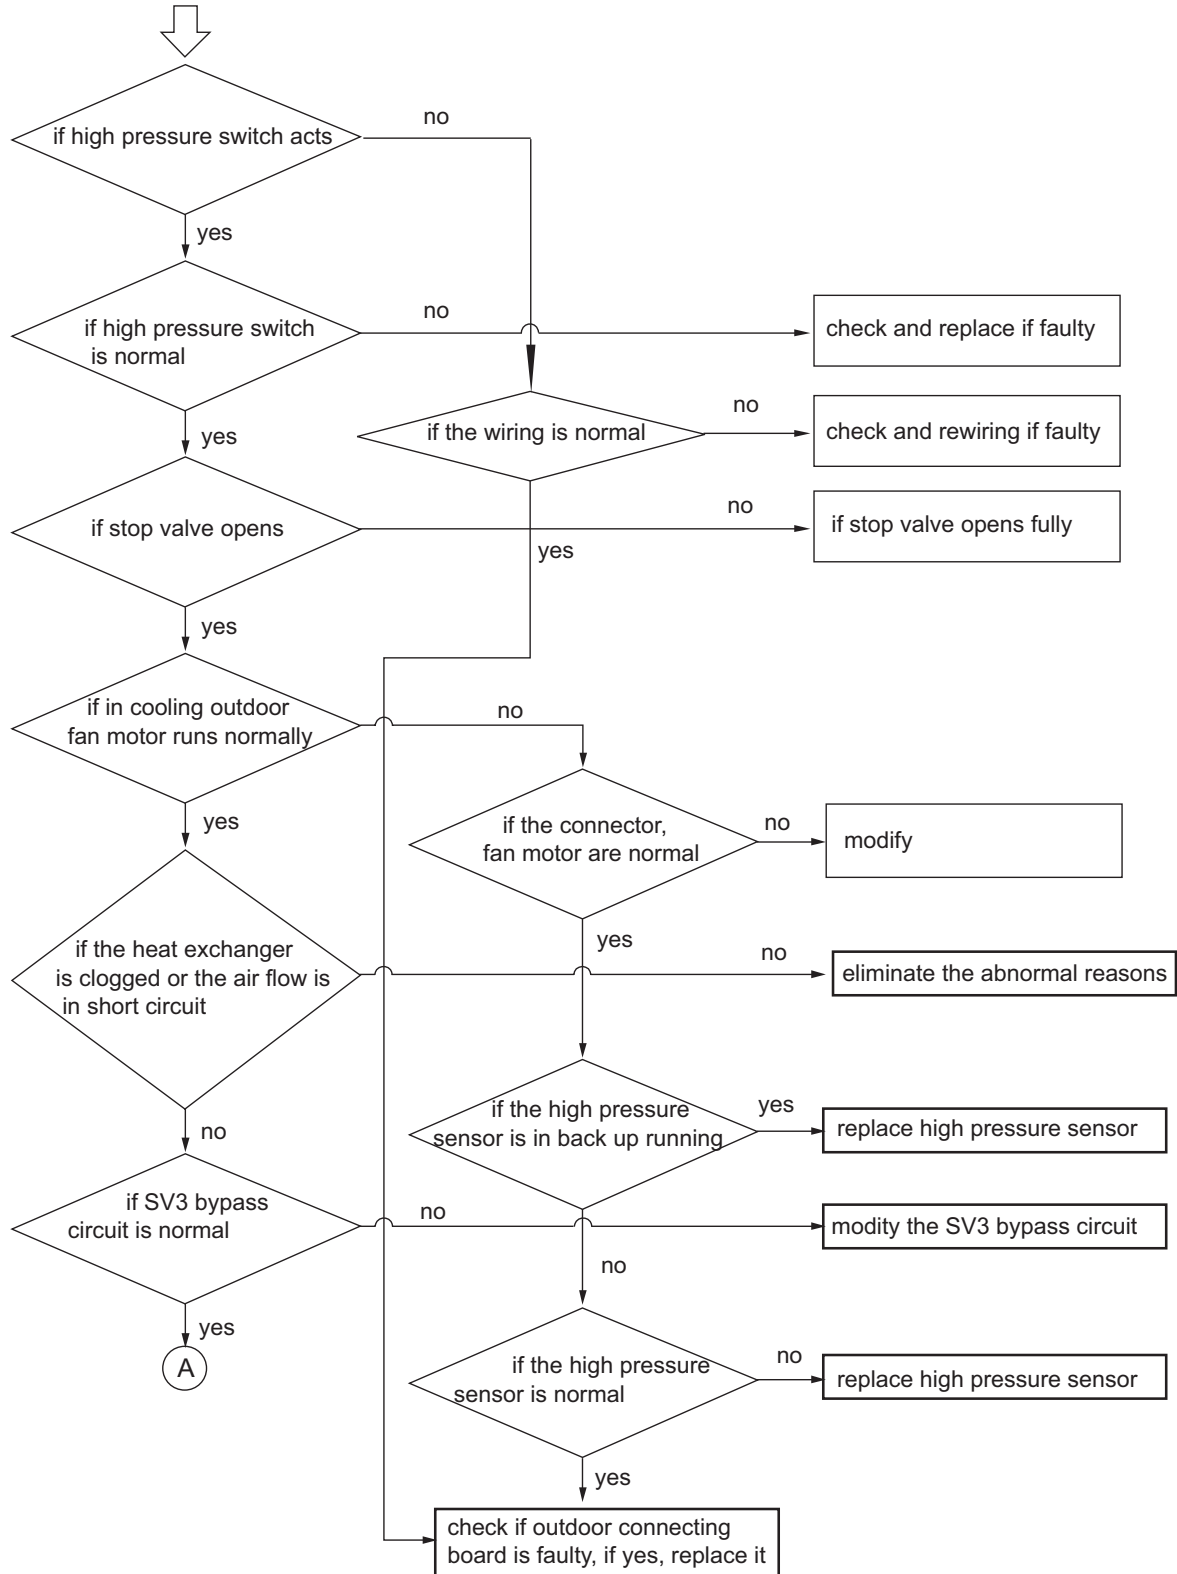 no
if high pressure switch acts
yes
if high pressure switch
is normal
no
check and replace if faulty
yes
if the wiring is normal
no
check and rewiring if faulty
if stop valve opens
no
if stop valve opens fully
yes
yes
if in cooling outdoor
fan motor runs normally
no
yes
if the connector,
fan motor are normal
no
modify
yes
if the heat exchanger
is clogged or the air flow is
in short circuit
no
eliminate the abnormal reasons
no
if the high pressure
sensor is in back up running
yes
replace high pressure sensor
if SV3 bypass
circuit is normal
no
modity the SV3 bypass circuit
no
yes
A
if the high pressure
sensor is normal
no
replace high pressure sensor
yes
check if outdoor connecting
board is faulty, if yes, replace it